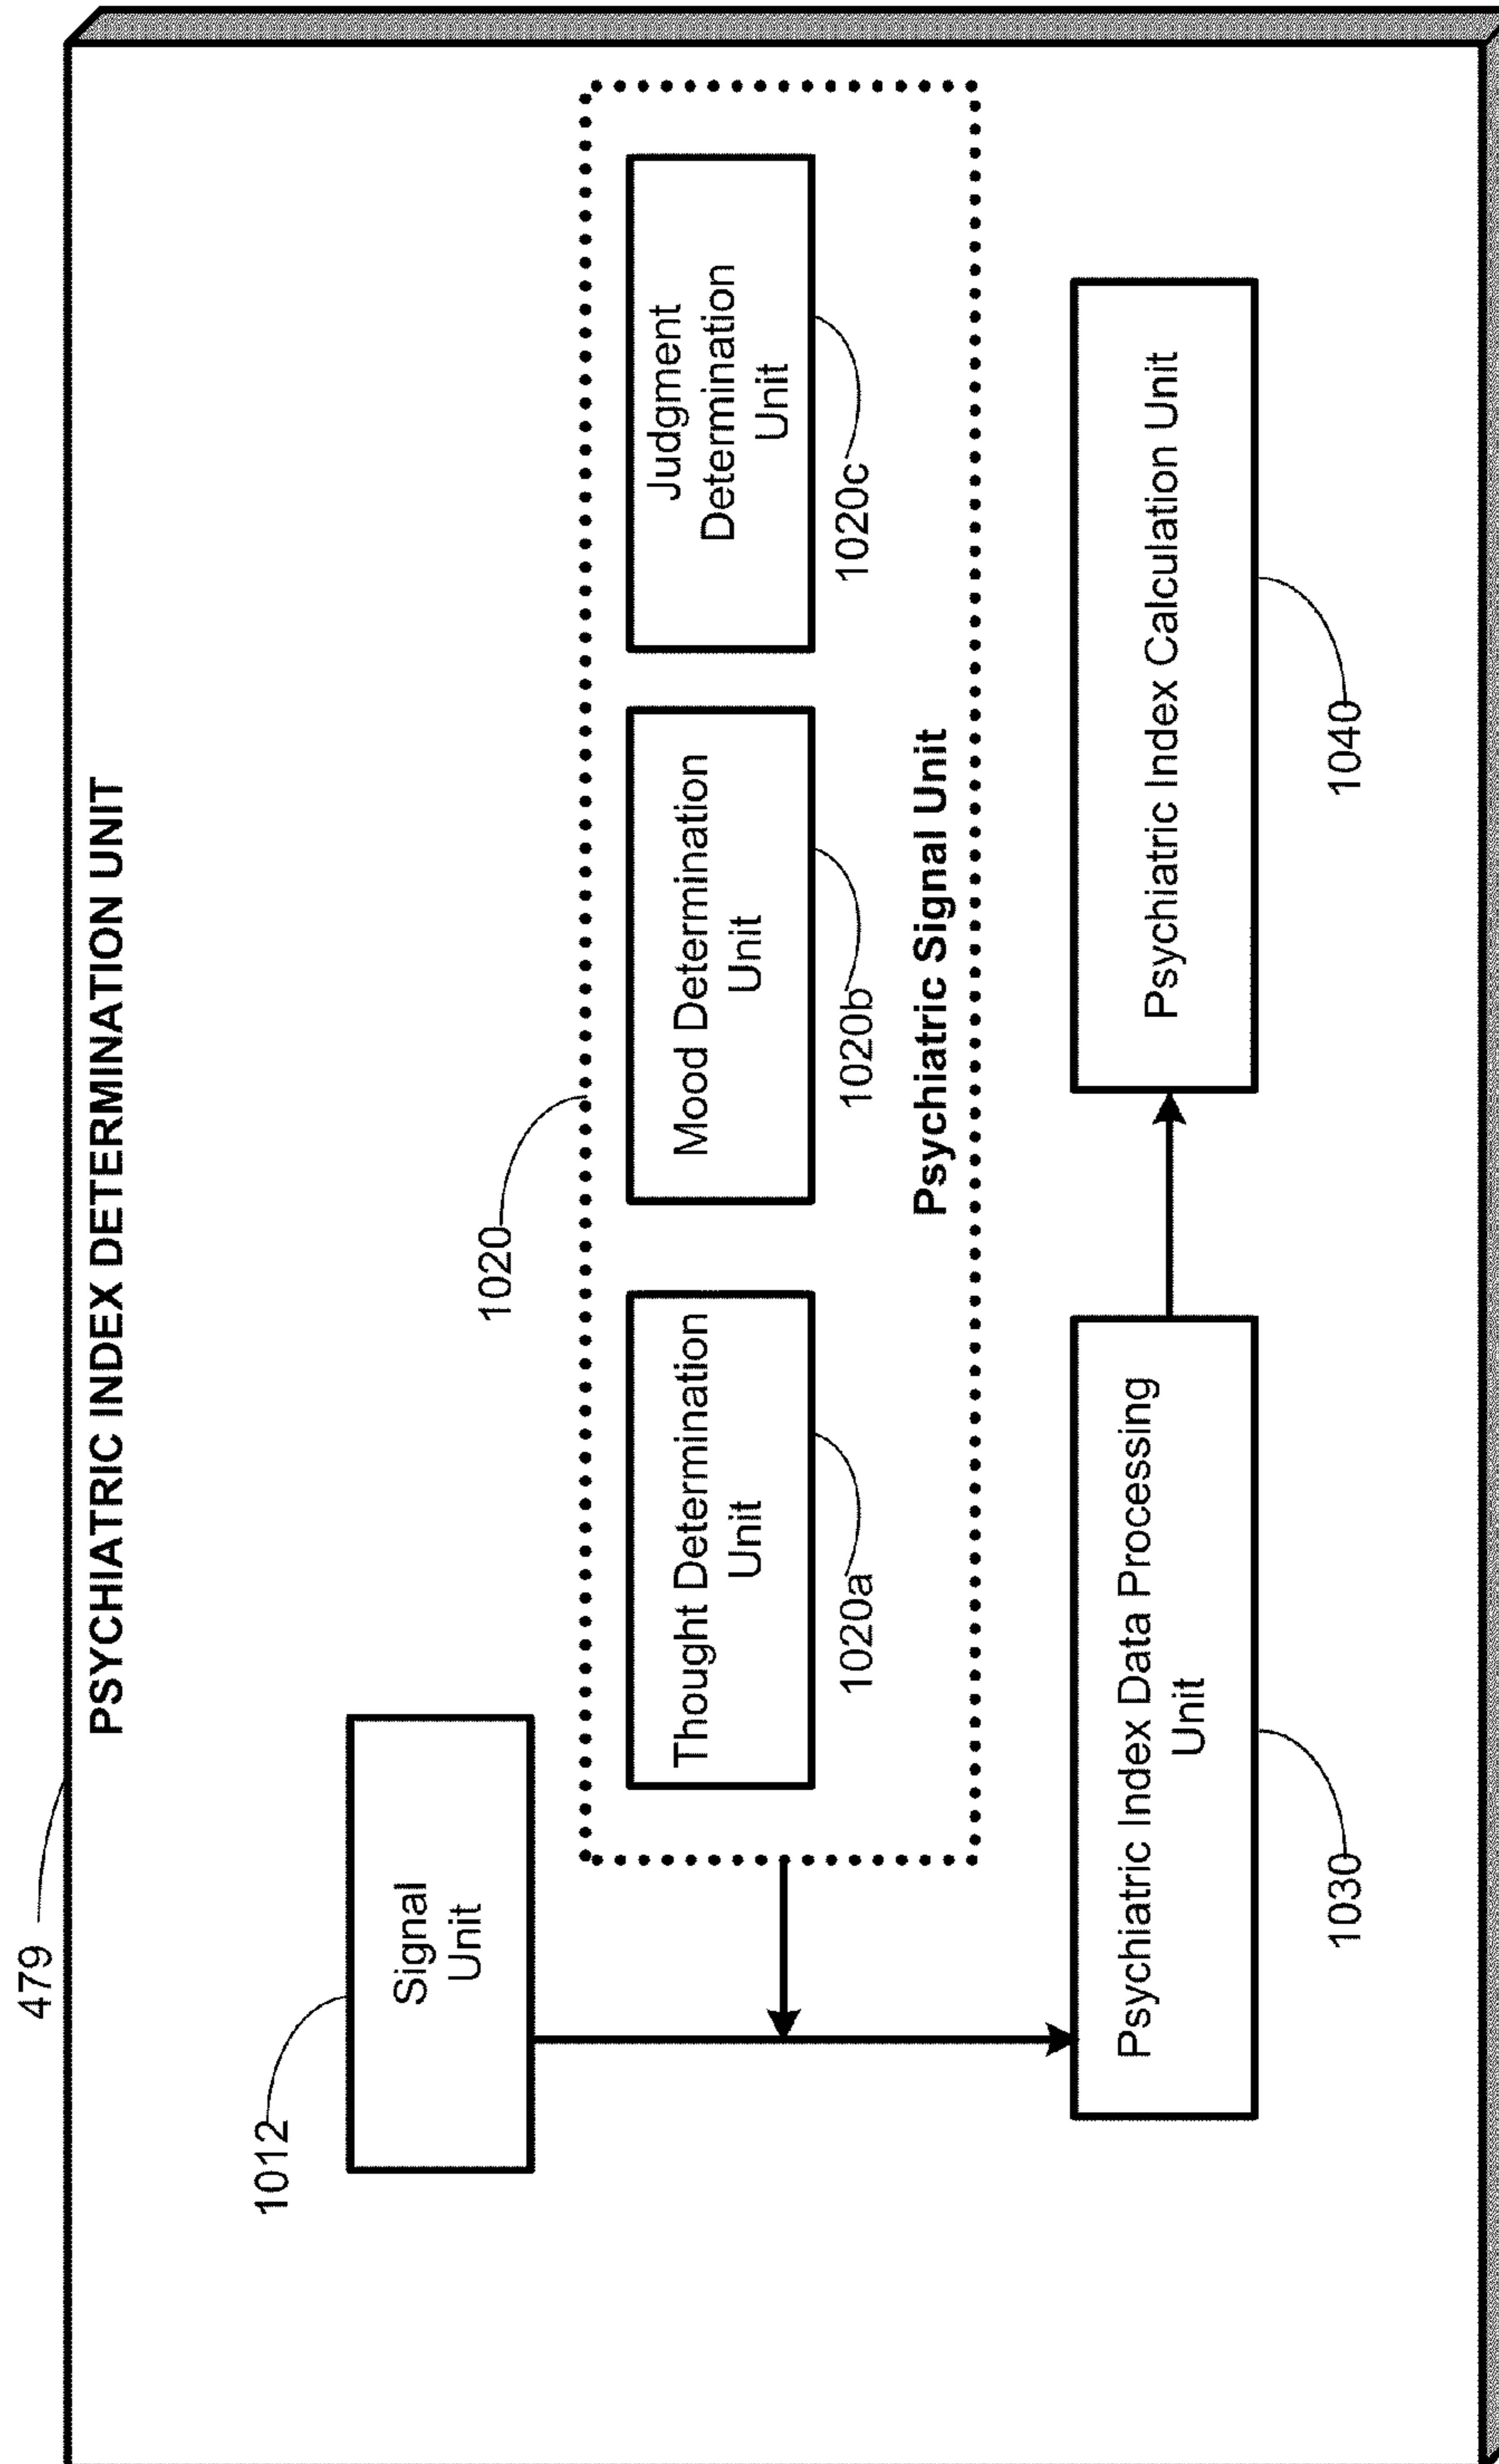 479
PSYCHIATRIC INDEX DETERMINATION UNIT
1012
Signal
Unit
1020
Thought Determination
Unit
1020a
Mood Determination
Unit
1020b
Judgment
Determination
Unit
1020c
Psychiatric Signal Unit
Psychiatric Index Data Processing
Unit
1030
Psychiatric Index Calculation Unit
1040